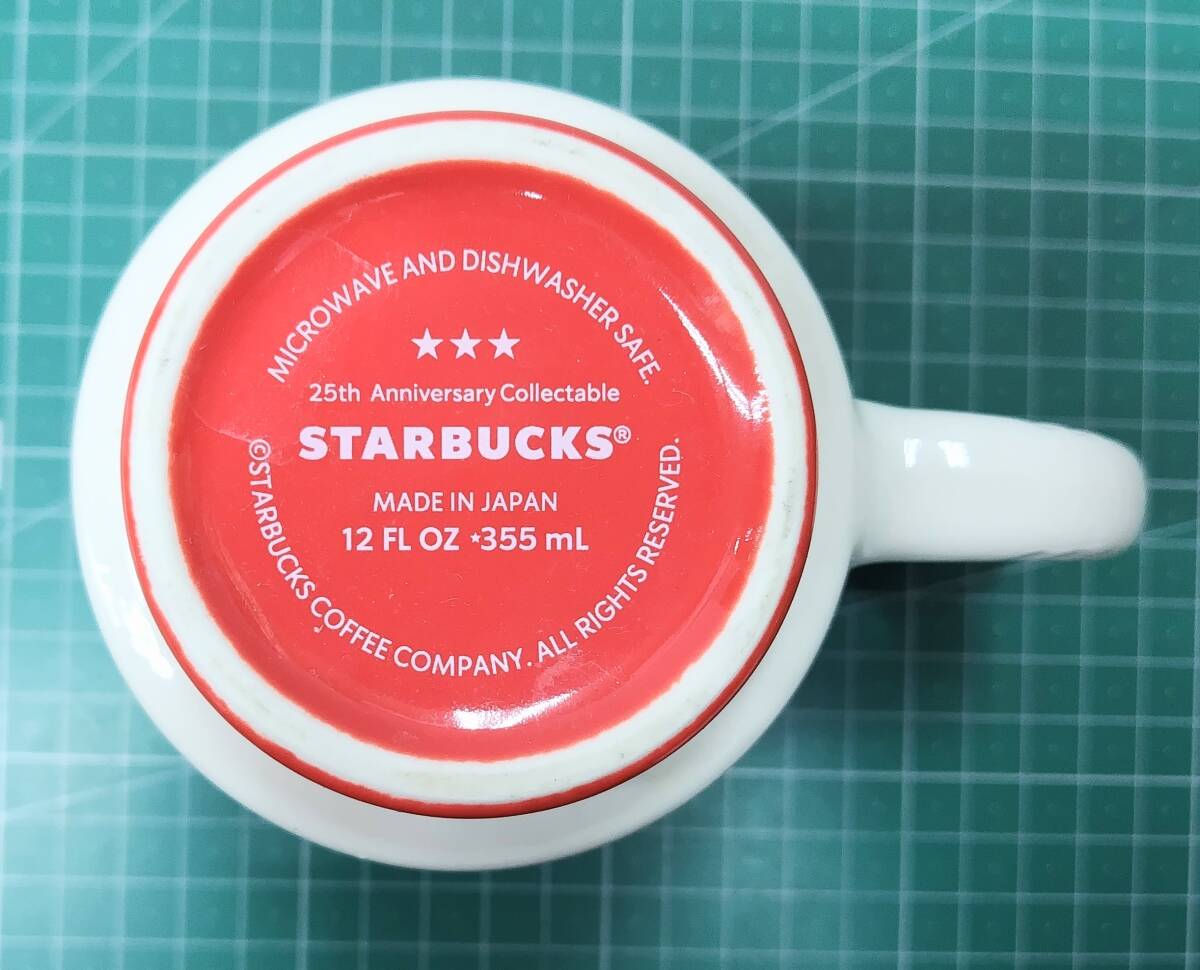 MICROWAVE AND DISHWASHER SAFE.
★★★
25th Anniversary Collectable
STARBUCKS®
MADE IN JAPAN
12 FL OZ ⋆355 mL
©STARBUCKS COFFEE COMPANY. ALL RIGHTS RESERVED.